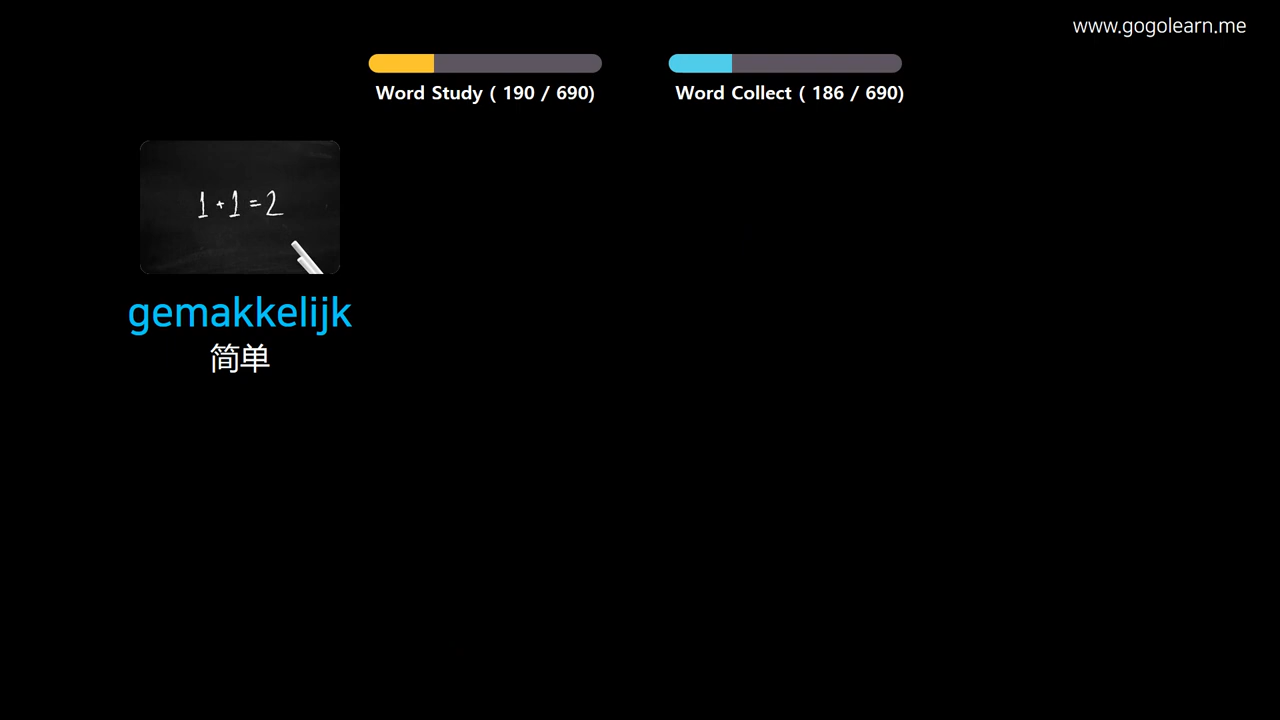 www.gogolearn.me
Word Study ( 190 / 690)
Word Collect ( 186 / 690)
1+1=2
gemakkelijk
简单